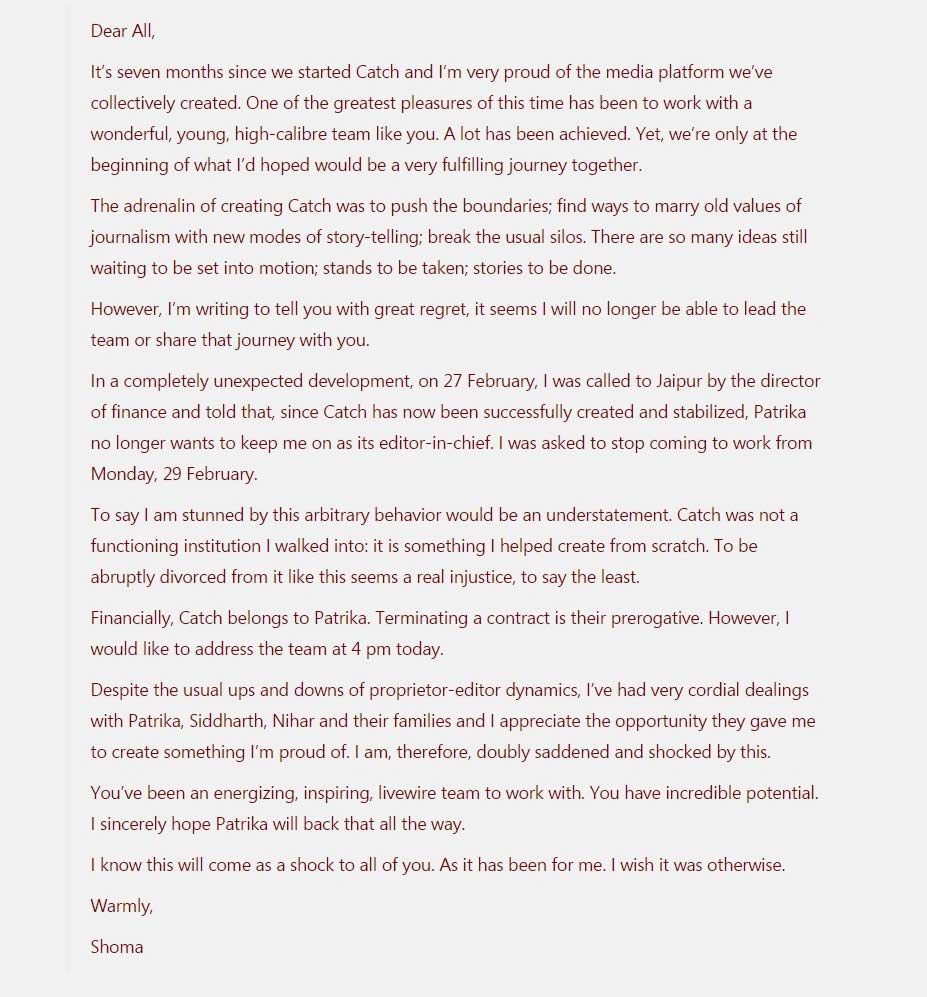 Dear All,
It’s seven months since we started Catch and I’m very proud of the media platform we’ve
collectively created. One of the greatest pleasures of this time has been to work with a
wonderful, young, high-calibre team like you. A lot has been achieved. Yet, we’re only at the
beginning of what I’d hoped would be a very fulfilling journey together.
The adrenalin of creating Catch was to push the boundaries; find ways to marry old values of
journalism with new modes of story-telling; break the usual silos. There are so many ideas still
waiting to be set into motion; stands to be taken; stories to be done.
However, I’m writing to tell you with great regret, it seems I will no longer be able to lead the
team or share that journey with you.
In a completely unexpected development, on 27 February, I was called to Jaipur by the director
of finance and told that, since Catch has now been successfully created and stabilized, Patrika
no longer wants to keep me on as its editor-in-chief. I was asked to stop coming to work from
Monday, 29 February.
To say I am stunned by this arbitrary behavior would be an understatement. Catch was not a
functioning institution I walked into: it is something I helped create from scratch. To be
abruptly divorced from it like this seems a real injustice, to say the least.
Financially, Catch belongs to Patrika. Terminating a contract is their prerogative. However, I
would like to address the team at 4 pm today.
Despite the usual ups and downs of proprietor-editor dynamics, I’ve had very cordial dealings
with Patrika, Siddharth, Nihar and their families and I appreciate the opportunity they gave me
to create something I’m proud of. I am, therefore, doubly saddened and shocked by this.
You’ve been an energizing, inspiring, livewire team to work with. You have incredible potential.
I sincerely hope Patrika will back that all the way.
I know this will come as a shock to all of you. As it has been for me. I wish it was otherwise.
Warmly,
Shoma